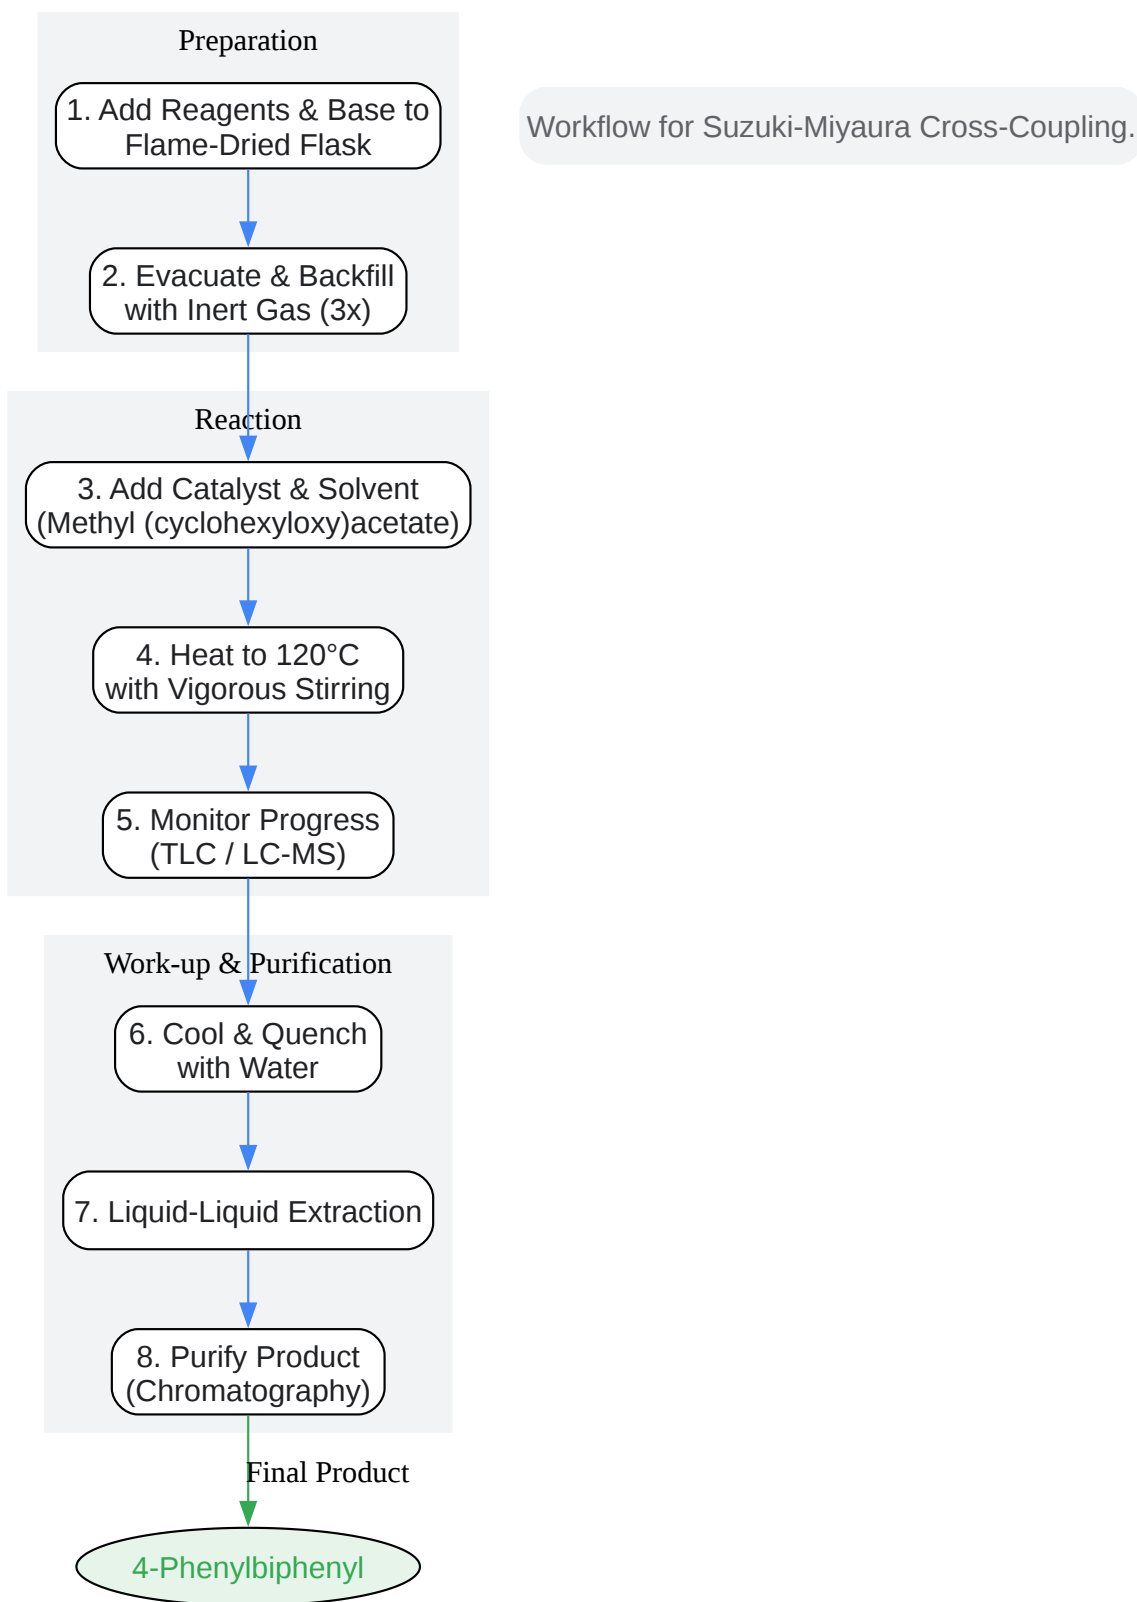 Preparation
1. Add Reagents & Base to
Flame-Dried Flask
Workflow for Suzuki-Miyaura Cross-Coupling.
2. Evacuate & Backfill
with Inert Gas (3x)
Reaction
3. Add Catalyst & Solvent
(Methyl (cyclohexyloxy)acetate)
4. Heat to 120°C
with Vigorous Stirring
5. Monitor Progress
(TLC / LC-MS)
Work-up & Purification
6. Cool & Quench
with Water
7. Liquid-Liquid Extraction
8. Purify Product
(Chromatography)
Final Product
4-Phenylbiphenyl